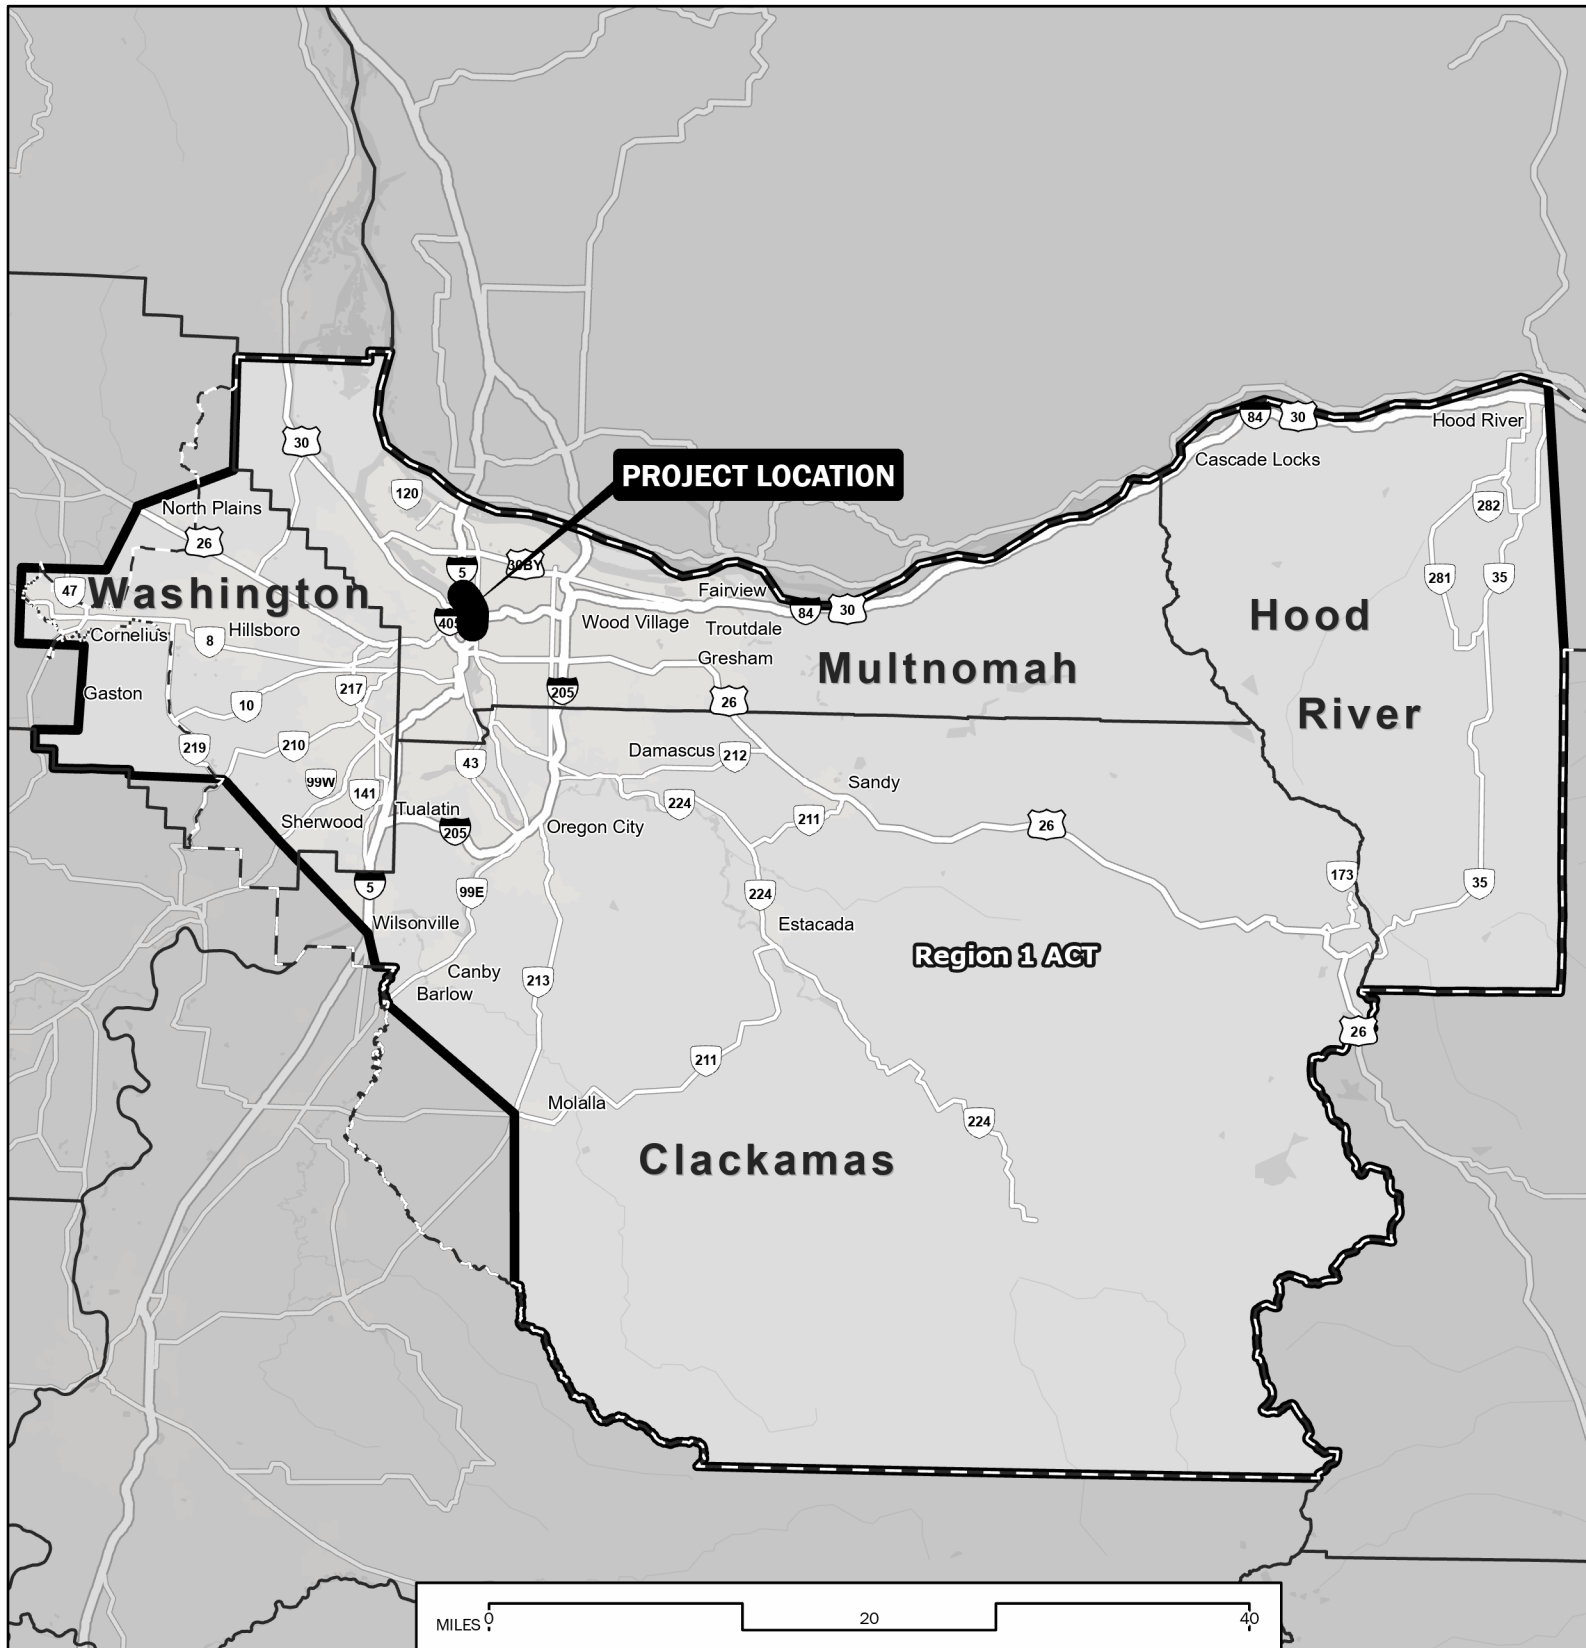 84
30
Hood River
30
Cascade Locks
PROJECT LOCATION
120
282
North Plains
26
30BY
5
281
35
47
Washington
Fairview
84
30
Hood
River
405
Wood Village
Troutdale
Cornelius
8
Hillsboro
Gresham
Multnomah
217
205
Gaston
26
10
219
210
Damascus
212
43
99W
141
Sandy
224
Tualatin
211
26
Sherwood
205
Oregon City
173
35
5
99E
224
Wilsonville
Estacada
Region 1 ACT
Canby
213
Barlow
26
211
Molalla
224
Clackamas
MILES 0 20 40